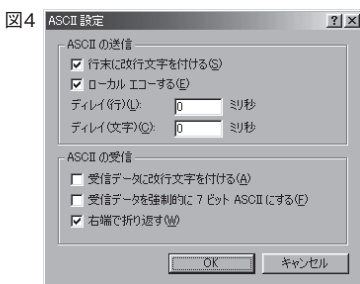 図4
ASCII 設定
ASCII の送信
行末に改行文字を付ける(S)
ローカル エコーする(E)
ディレイ(行)(L): 0 ミリ秒
ディレイ(文字)(C): 0 ミリ秒
ASCII の受信
受信データに改行文字を付ける(A)
受信データを強制的に 7 ビット ASCII にする(F)
右端で折り返す(W)
OK キャンセル